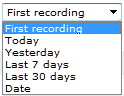 First recording
First recording
Today
Yesterday
Last 7 days
Last 30 days
Date